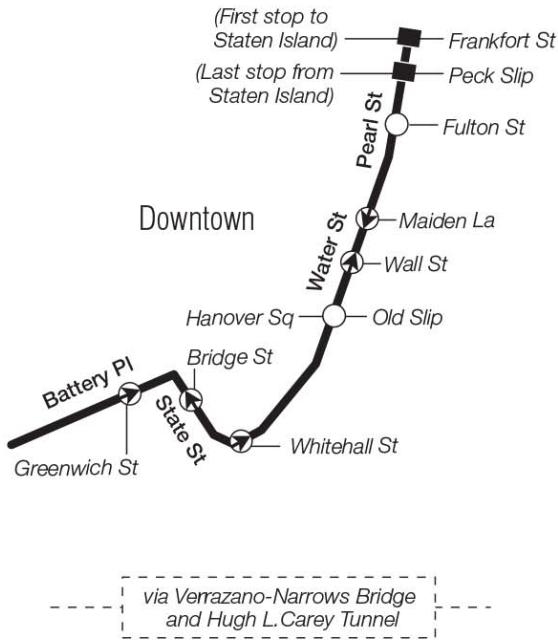 (First stop to
Staten Island)
Frankfort St
(Last stop from
Staten Island)
Peck Slip
Pearl St
Fulton St
Downtown
Maiden La
Water St
Wall St
Hanover Sq
Old Slip
Bridge St
Battery Pl
State St
Whitehall St
Greenwich St
via Verrazano-Narrows Bridge
and Hugh L.Carey Tunnel